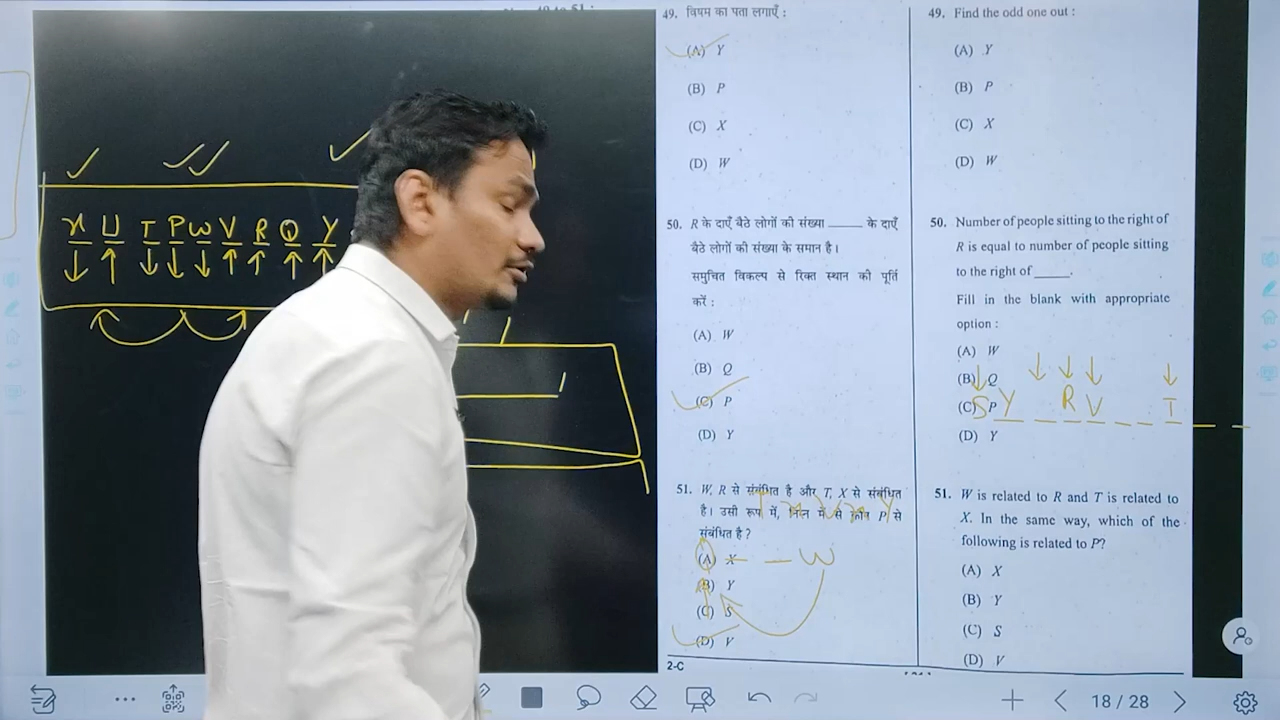 X U T P W V R Q Y
49. विषम का पता लगाएँ :
(A) Y
(B) P
(C) X
(D) W
50. R के दाएँ बैठे लोगों की संख्या ______ के दाएँ
बैठे लोगों की संख्या के समान है।
समुचित विकल्प से रिक्त स्थान की पूर्ति
करें :
(A) W
(B) Q
(C) P
(D) Y
51. W, R से संबंधित है और T, X से संबंधित
है। उसी रूप में, निम्न में से कौन P से
संबंधित है?
(A) X
(B) Y
(C) S
(D) V
W
2-C
49. Find the odd one out :
(A) Y
(B) P
(C) X
(D) W
50. Number of people sitting to the right of
R is equal to number of people sitting
to the right of ______.
Fill in the blank with appropriate
option :
(A) W
(B) Q
(C) P
(D) Y
S Y R V T
51. W is related to R and T is related to
X. In the same way, which of the
following is related to P?
(A) X
(B) Y
(C) S
(D) V
18 / 28